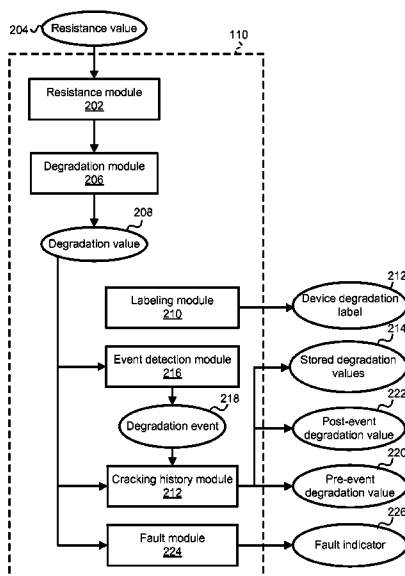 204
Resistance value
110
Resistance module
202
Degradation module
206
208
Degradation value
212
Labeling module
210
Device degradation
label
214
Event detection module
216
Stored degradation
values
218
222
Degradation event
Post-event
degradation value
220
Cracking history module
212
Pre-event
degradation value
226
Fault module
224
Fault indicator